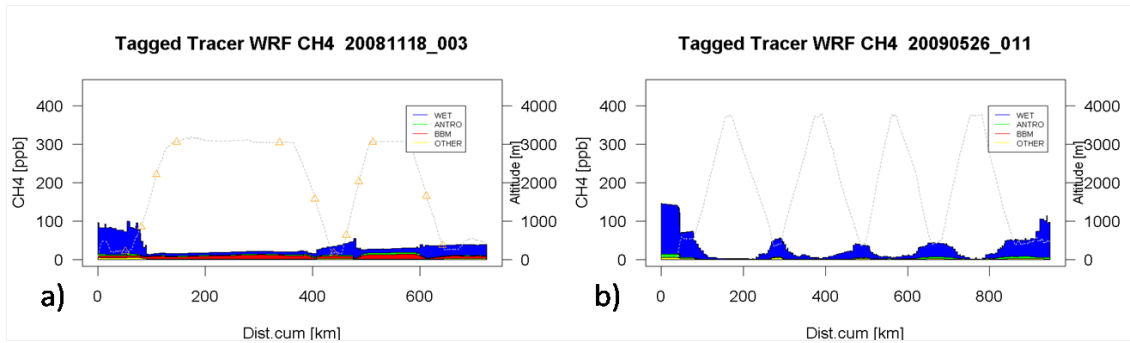 Tagged Tracer WRF CH4 20081118_003
CH4 [ppb]
400
300
200
100
0
WET
ANTRO
BBM
OTHER
4000
3000
2000
1000
0
Altitude [m]
0
200
400
600
Dist.cum [km]
a)
Tagged Tracer WRF CH4 20090526_011
CH4 [ppb]
400
300
200
100
0
WET
ANTRO
BBM
OTHER
4000
3000
2000
1000
0
Altitude [m]
0
200
400
600
800
Dist.cum [km]
b)